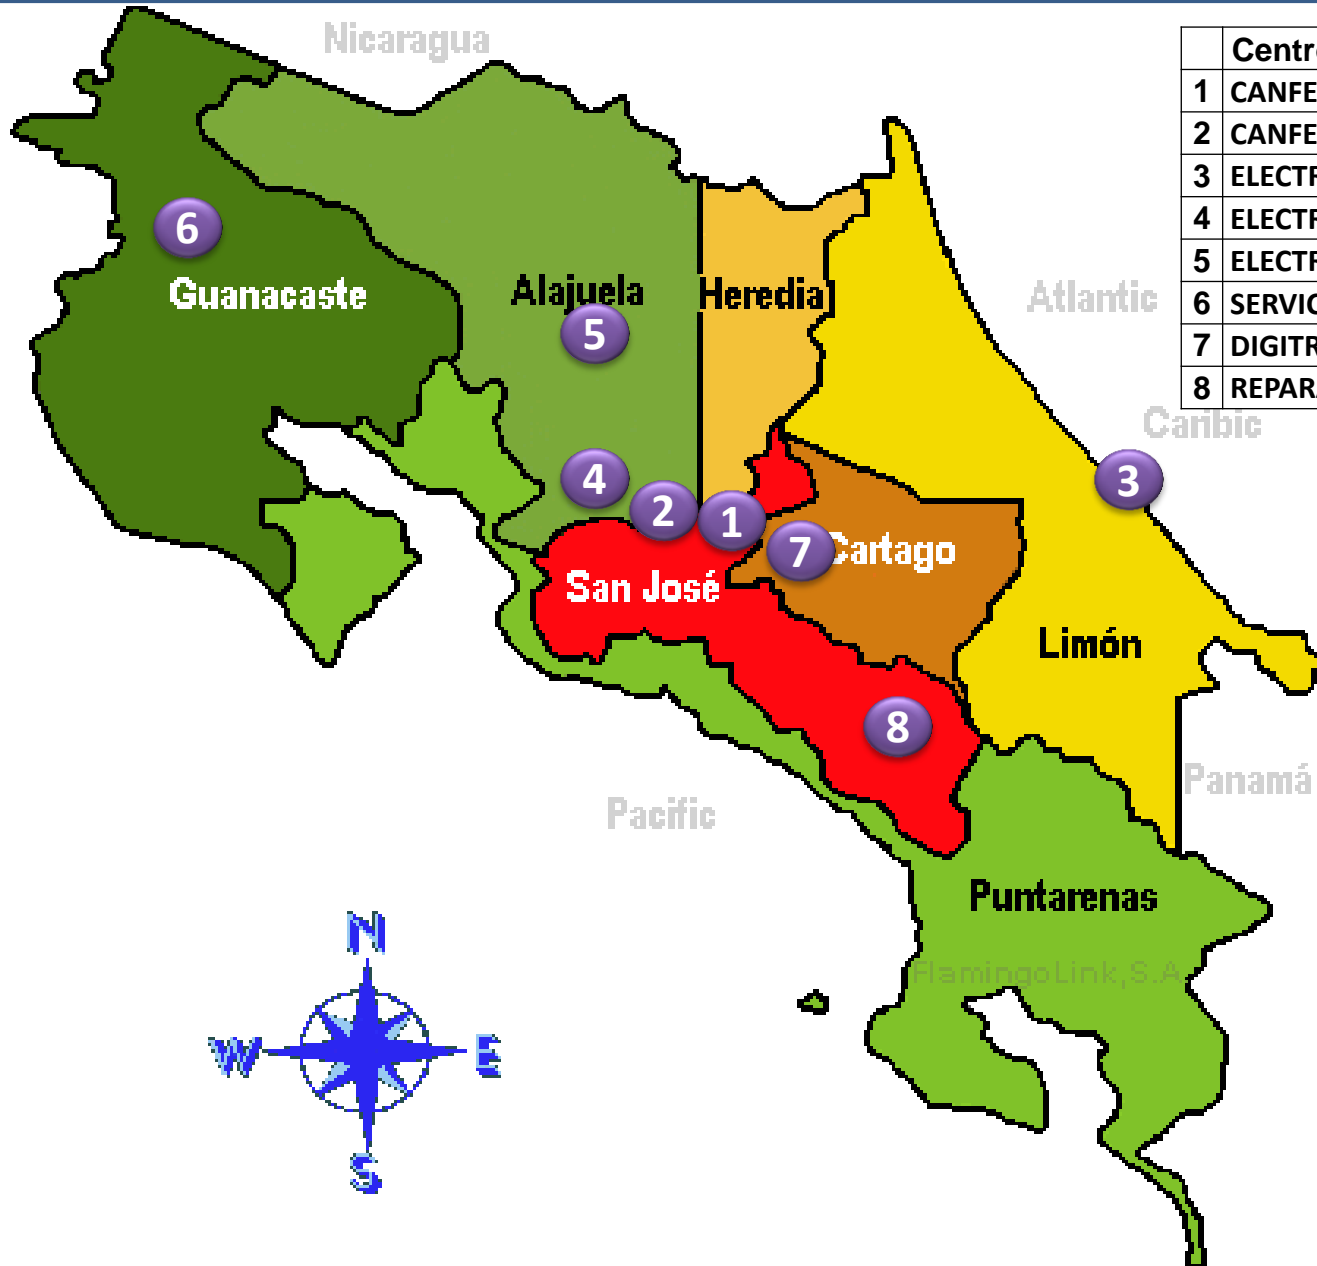 Nicaragua
Centr
1 CANFE
2 CANFE
3 ELECTR
4 ELECTR
5 ELECTR
6 SERVIC
7 DIGITR
8 REPARA
6
Guanacaste
Alajuela
Heredia
Atlantic
5
Caribic
4
3
2
1
7
Cartago
San José
Limón
8
Panamá
Pacific
Puntarenas
FlamingoLink,S.A
N
W
E
S